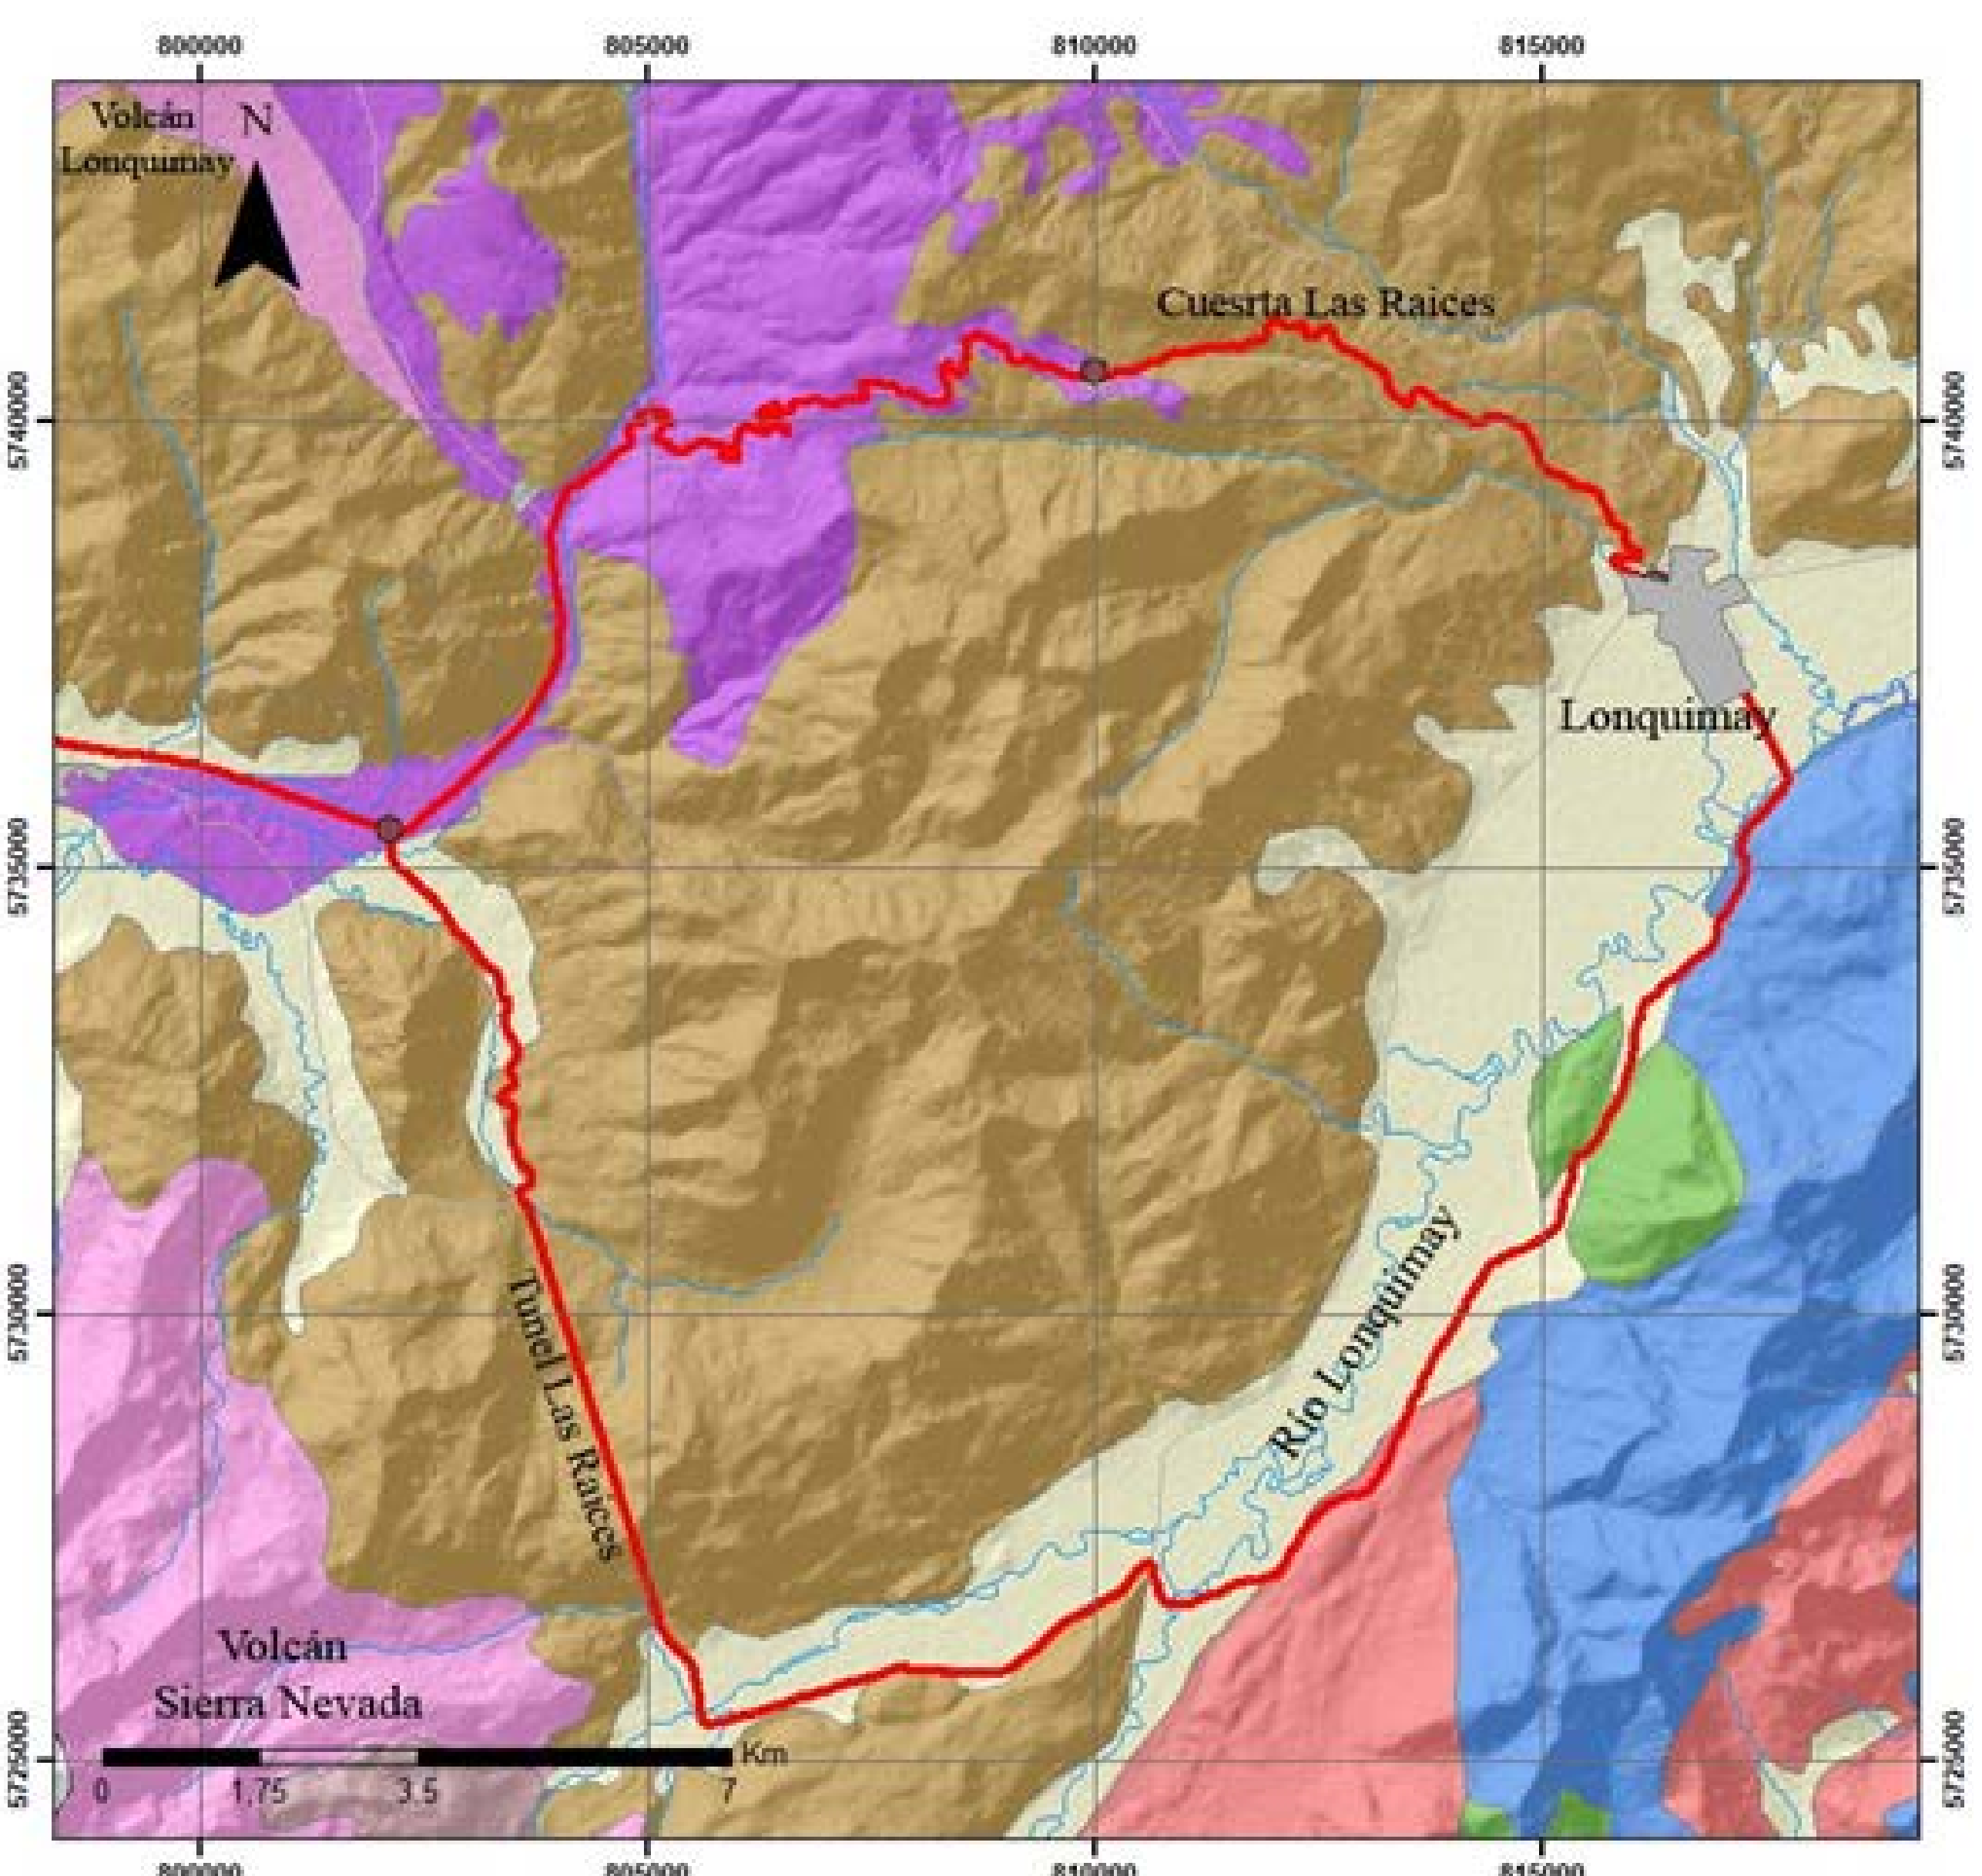 800000 805000 810000 815000
Volcán N
Lonquimay
Cuesrta Las Raices
5740000 5740000
Lonquimay
5735000 5735000
Río Lonquimay
Tunel Las Raices
5730000 5730000
Volcán
Sierra Nevada
Km
0 1,75 3.5 7
5725000 5725000
800000 805000 810000 815000